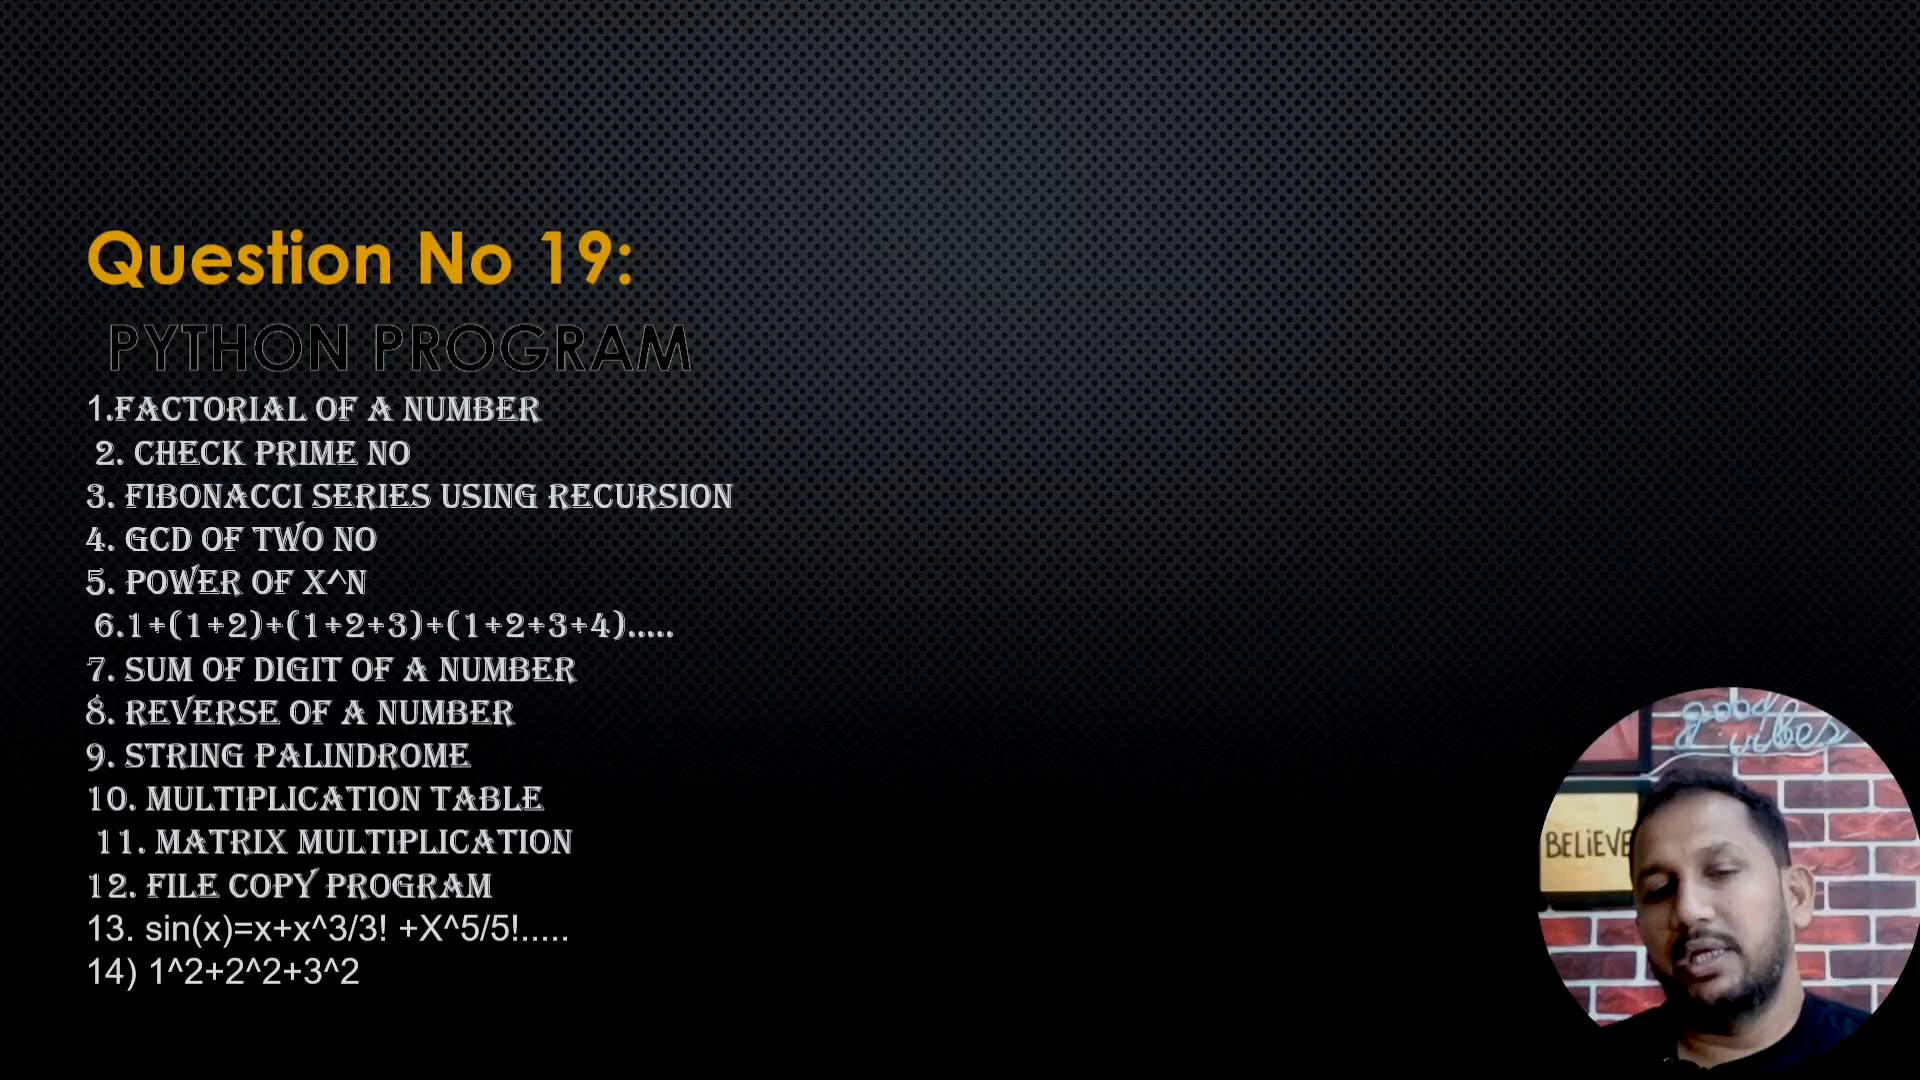 Question No 19:
PYTHON PROGRAM
1.FACTORIAL OF A NUMBER
2. CHECK PRIME NO
3. FIBONACCI SERIES USING RECURSION
4. GCD OF TWO NO
5. POWER OF X^N
6.1+(1+2)+(1+2+3)+(1+2+3+4).....
7. SUM OF DIGIT OF A NUMBER
8. REVERSE OF A NUMBER
9. STRING PALINDROME
10. MULTIPLICATION TABLE
11. MATRIX MULTIPLICATION
12. FILE COPY PROGRAM
13. sin(x)=x+x^3/3! +X^5/5!.....
14) 1^2+2^2+3^2
good
vibes
BELiEVE